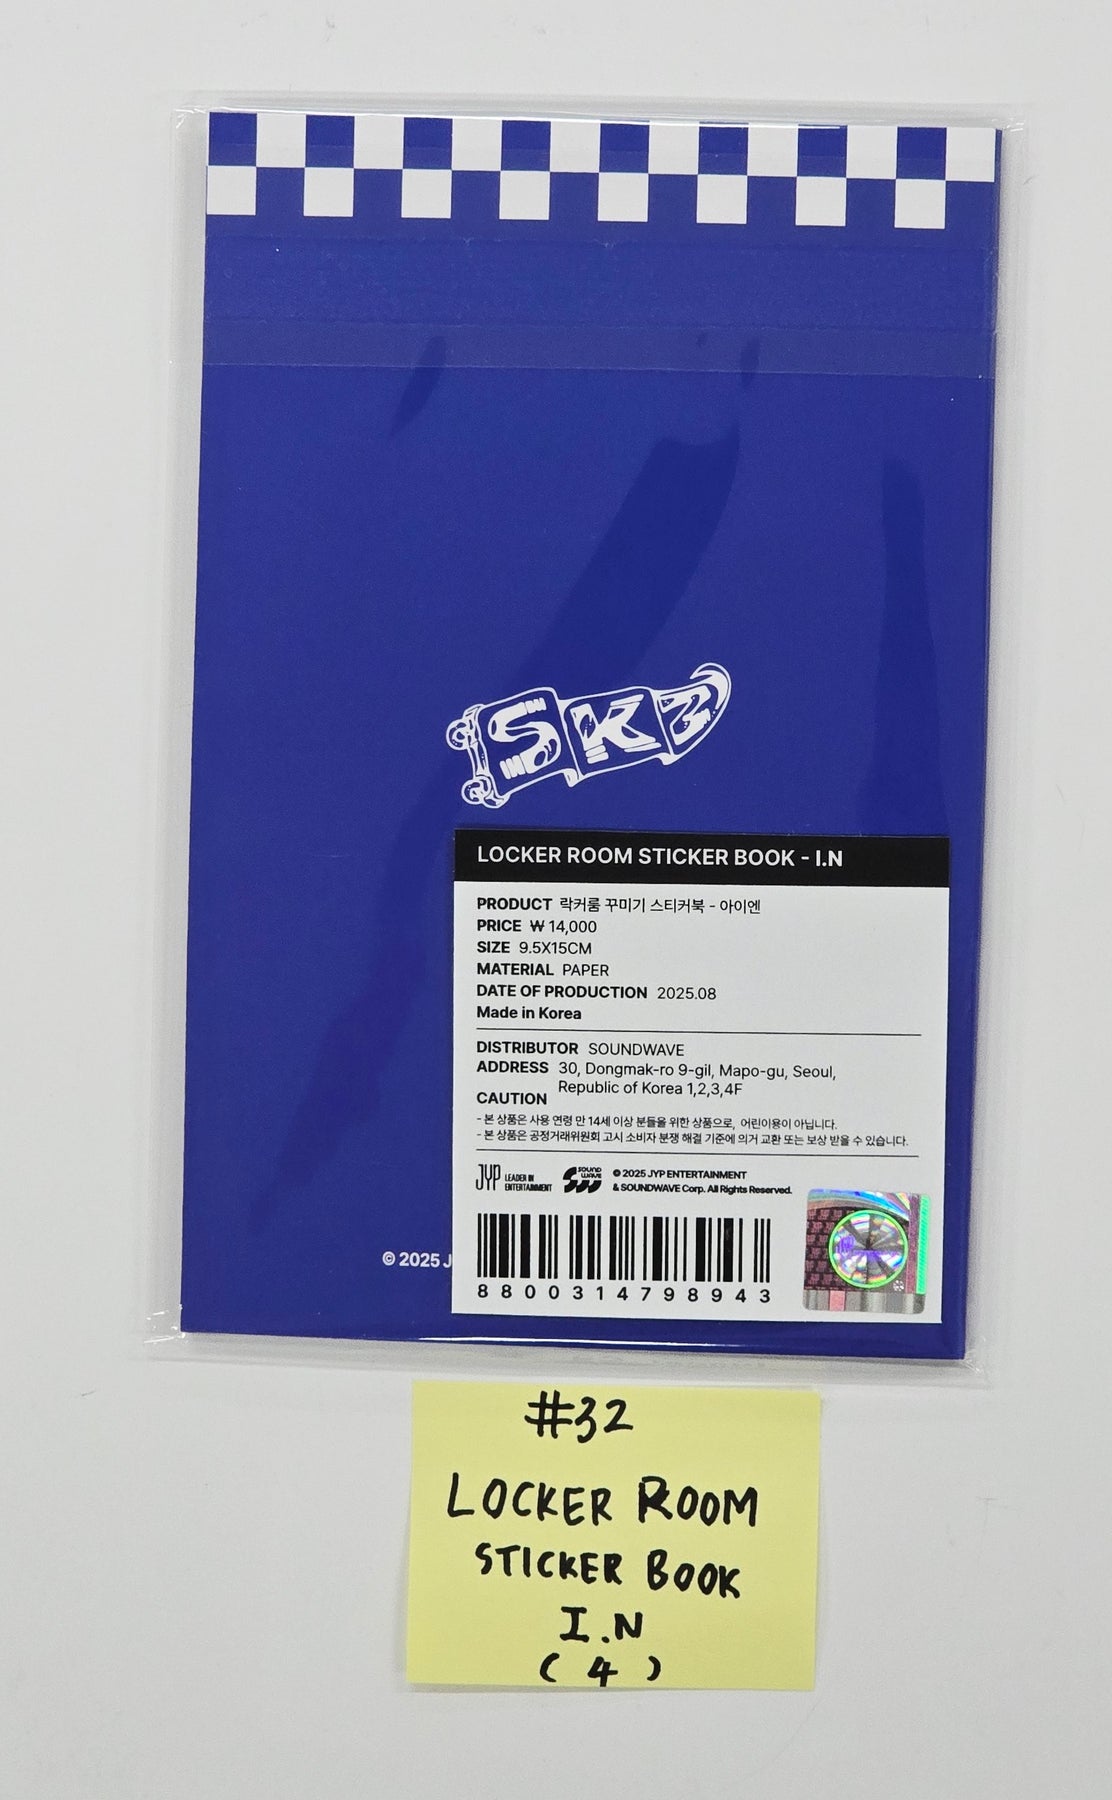 SKZ
LOCKER ROOM STICKER BOOK - I.N
PRODUCT 락커룸 꾸미기 스티커북 - 아이엔
PRICE ₩ 14,000
SIZE 9.5X15CM
MATERIAL PAPER
DATE OF PRODUCTION 2025.08
Made in Korea
DISTRIBUTOR SOUNDWAVE
ADDRESS 30, Dongmak-ro 9-gil, Mapo-gu, Seoul,
Republic of Korea 1,2,3,4F
CAUTION
- 본 상품은 사용 연령 만 14세 이상 분들을 위한 상품으로, 어린이용이 아닙니다.
- 본 상품은 공정거래위원회 고시 소비자 분쟁 해결 기준에 의거 교환 또는 보상 받을 수 있습니다.
JYP LEADER IN
ENTERTAINMENT
SOUND
WAVE
© 2025 JYP ENTERTAINMENT
& SOUNDWAVE Corp. All Rights Reserved.
© 2025 J
8800314798943
#32
LOCKER ROOM
STICKER BOOK
I.N
( 4 )